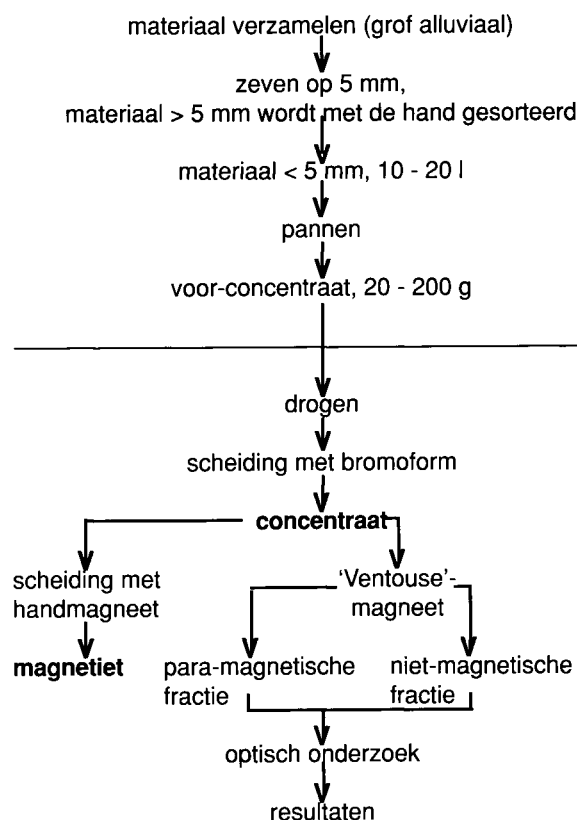 materiaal verzamelen (grof alluviaal)
zeven op 5 mm,
materiaal > 5 mm wordt met de hand gesorteerd
materiaal < 5 mm, 10 - 20 l
pannen
voor-concentraat, 20 - 200 g
drogen
scheiding met bromoform
concentraat
scheiding met
handmagneet
'Ventouse'-
magneet
magnetiet
para-magnetische
fractie
niet-magnetische
fractie
optisch onderzoek
resultaten